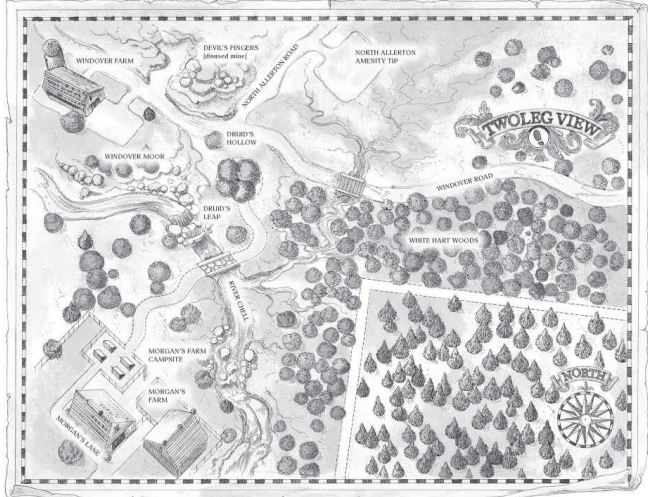 WINDOVER FARM
DEVIL'S FINGERS
[disused mine]
NORTH ALLERTON ROAD
NORTH ALLERTON
AMENITY TIP
TWOLEG VIEW
DRUID'S
HOLLOW
WINDOVER MOOR
WINDOVER ROAD
DRUID'S
LEAP
WHITE HART WOODS
RIVER CHELL
MORGAN'S FARM
CAMPSITE
NORTH
MORGAN'S
FARM
MORGAN'S LANE